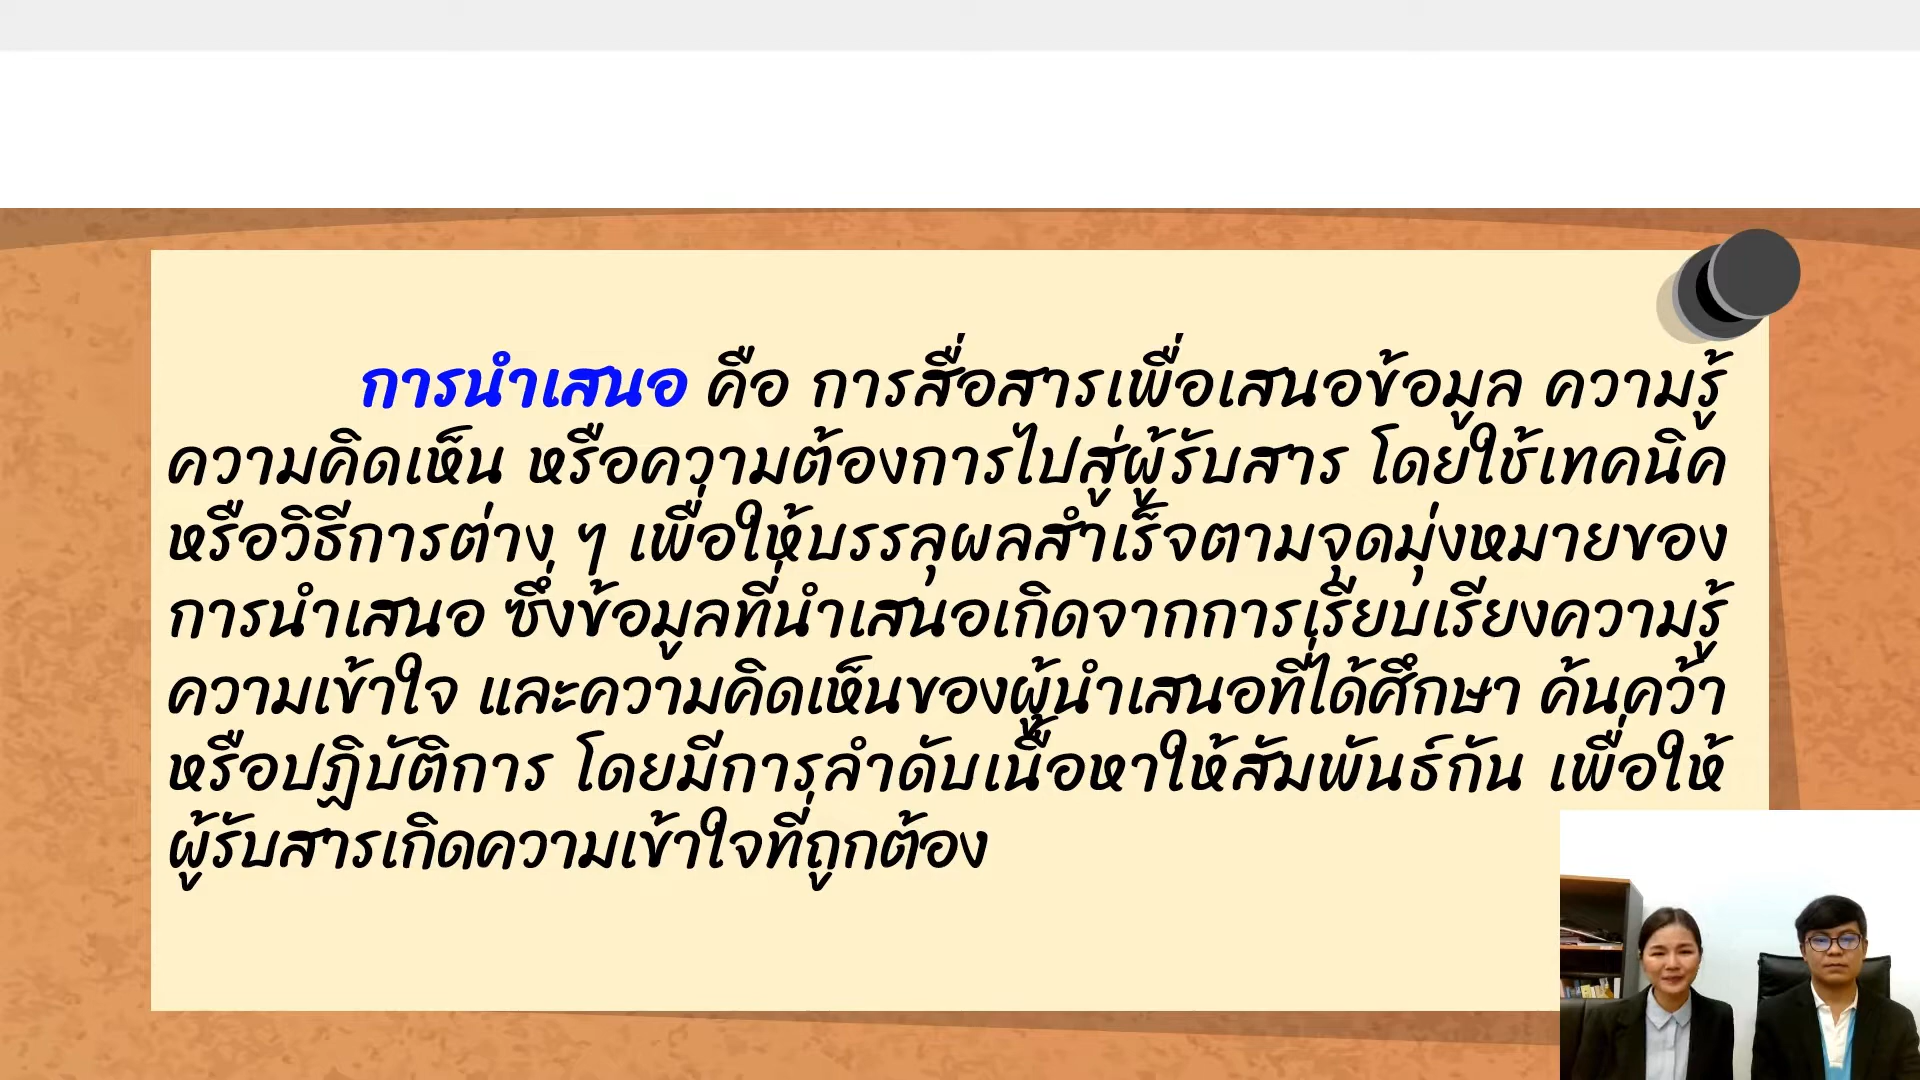 การนำเสนอ คือ การสื่อสารเพื่อเสนอข้อมูล ความรู้
ความคิดเห็น หรือความต้องการไปสู่ผู้รับสาร โดยใช้เทคนิค
หรือวิธีการต่าง ๆ เพื่อให้บรรลุผลสำเร็จตามจุดมุ่งหมายของ
การนำเสนอ ซึ่งข้อมูลที่นำเสนอเกิดจากการเรียบเรียงความรู้
ความเข้าใจ และความคิดเห็นของผู้นำเสนอที่ได้ศึกษา ค้นคว้า
หรือปฏิบัติการ โดยมีการลำดับเนื้อหาให้สัมพันธ์กัน เพื่อให้
ผู้รับสารเกิดความเข้าใจที่ถูกต้อง